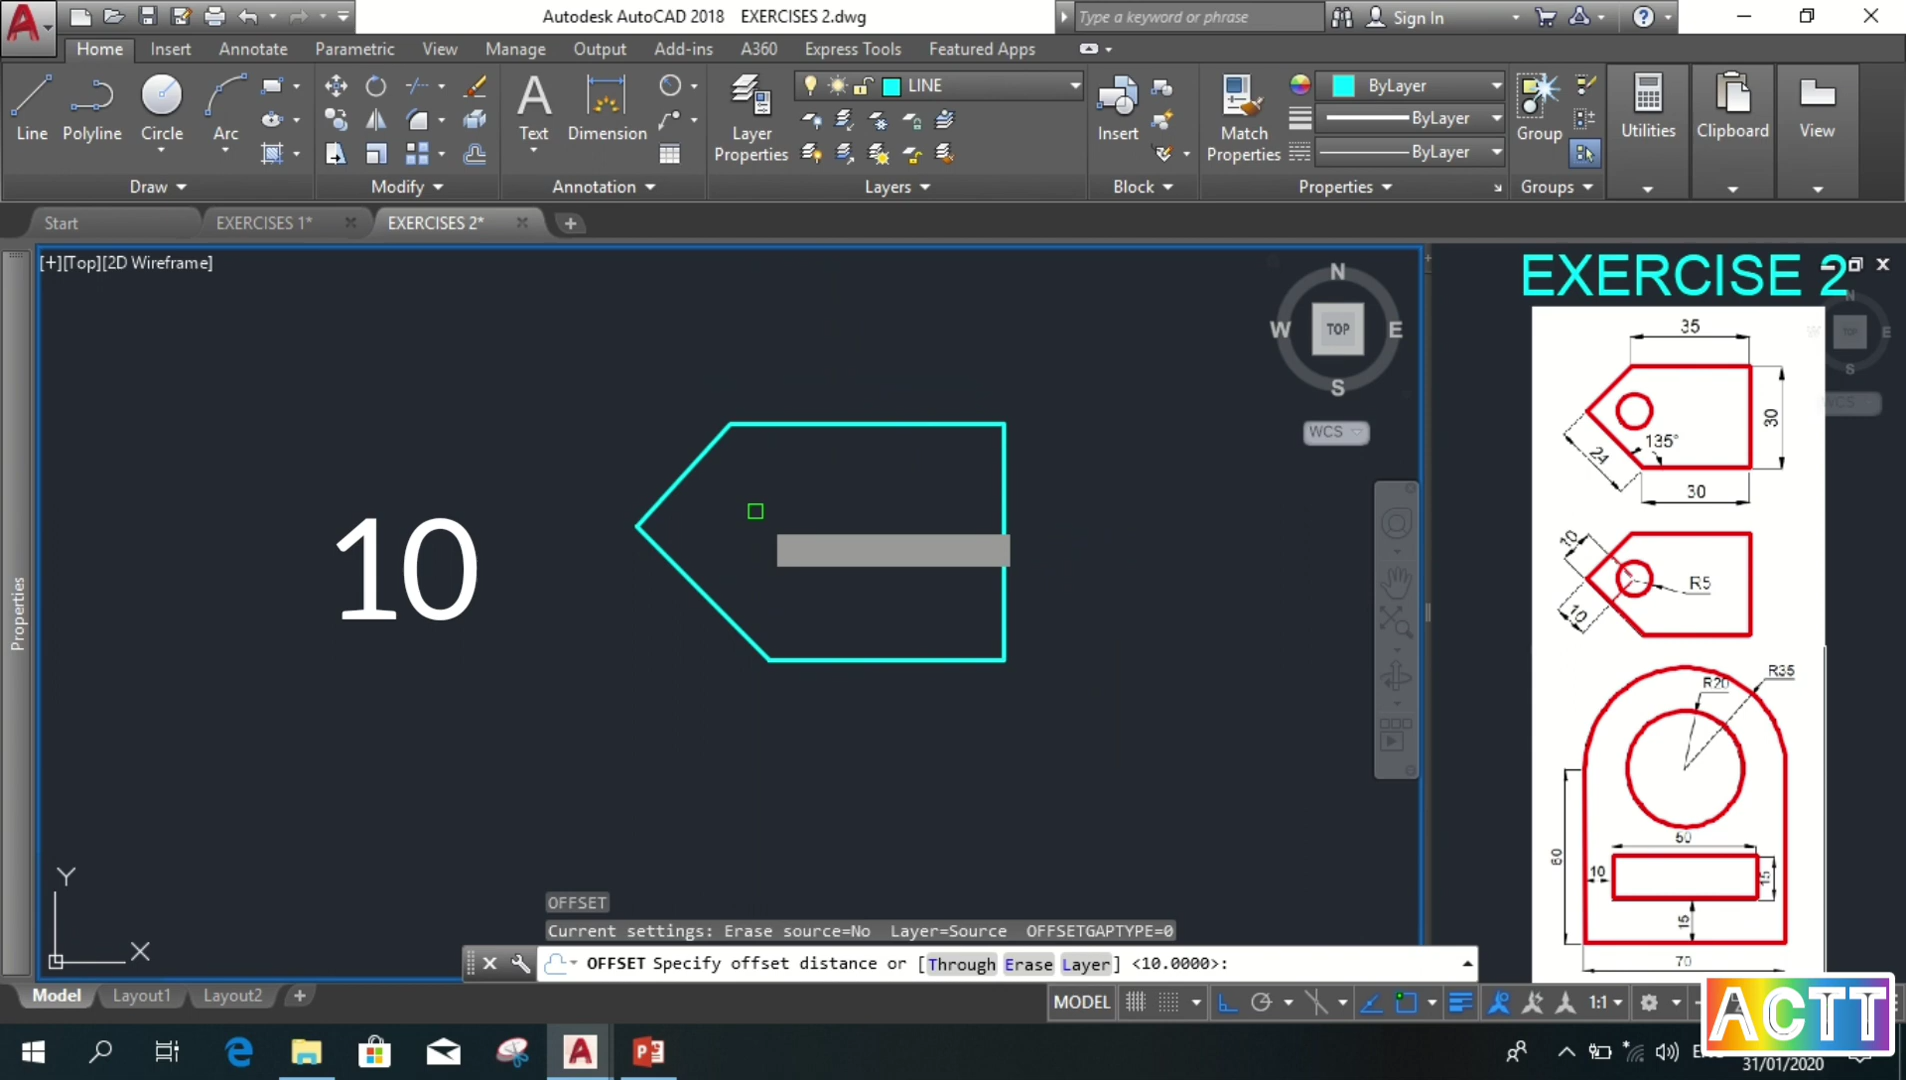 Autodesk AutoCAD 2018 EXERCISES 2.dwg
Type a keyword or phrase
Sign In
Home Insert Annotate Parametric View Manage Output Add-ins A360 Express Tools Featured Apps
Line Polyline Circle Arc
Draw
Modify
Text Dimension
Annotation
Layer Properties
LINE
Layers
Insert
Block
Match Properties
ByLayer
ByLayer
ByLayer
Properties
Group
Groups
Utilities
Clipboard
View
Start EXERCISES 1* EXERCISES 2*
[+][Top][2D Wireframe]
Properties
10
N
W TOP E
S
WCS
Y
X
EXERCISE 2
N
W TOP E
S
WCS
35
30
135°
24
30
10
R5
10
R20
R35
60
50
10
15
15
70
OFFSET
Current settings: Erase source=No Layer=Source OFFSETGAPTYPE=0
OFFSET Specify offset distance or [Through Erase Layer] <10.0000>:
Model Layout1 Layout2
MODEL
1:1
ACTT
31/01/2020